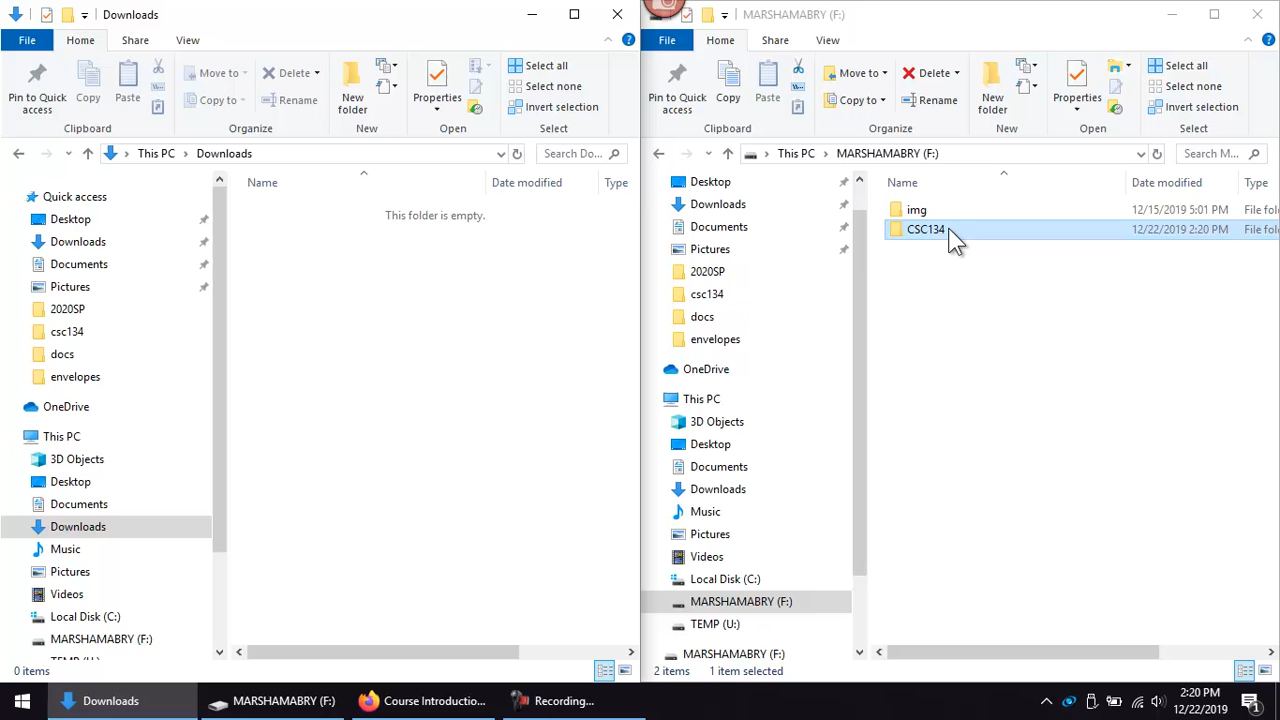 Downloads
File
Home
Share
View
Pin to Quick access
Copy
Paste
Move to
Copy to
Delete
Rename
New folder
Properties
Select all
Select none
Invert selection
Clipboard
Organize
New
Open
Select
This PC
Downloads
Search Do...
Quick access
Desktop
Downloads
Documents
Pictures
2020SP
csc134
docs
envelopes
OneDrive
This PC
3D Objects
Desktop
Documents
Downloads
Music
Pictures
Videos
Local Disk (C:)
MARSHAMABRY (F:)
TEMP (U:)
Name
Date modified
Type
This folder is empty.
0 items
MARSHAMABRY (F:)
File
Home
Share
View
Pin to Quick access
Copy
Paste
Move to
Copy to
Delete
Rename
New folder
Properties
Select all
Select none
Invert selection
Clipboard
Organize
New
Open
Select
This PC
MARSHAMABRY (F:)
Search M...
Desktop
Downloads
Documents
Pictures
2020SP
csc134
docs
envelopes
OneDrive
This PC
3D Objects
Desktop
Documents
Downloads
Music
Pictures
Videos
Local Disk (C:)
MARSHAMABRY (F:)
TEMP (U:)
MARSHAMABRY (F:)
Name
Date modified
Type
img
12/15/2019 5:01 PM
File fol
CSC134
12/22/2019 2:20 PM
File fol
2 items
1 item selected
Downloads
MARSHAMABRY (F:)
Course Introductio...
Recording...
2:20 PM
12/22/2019
1